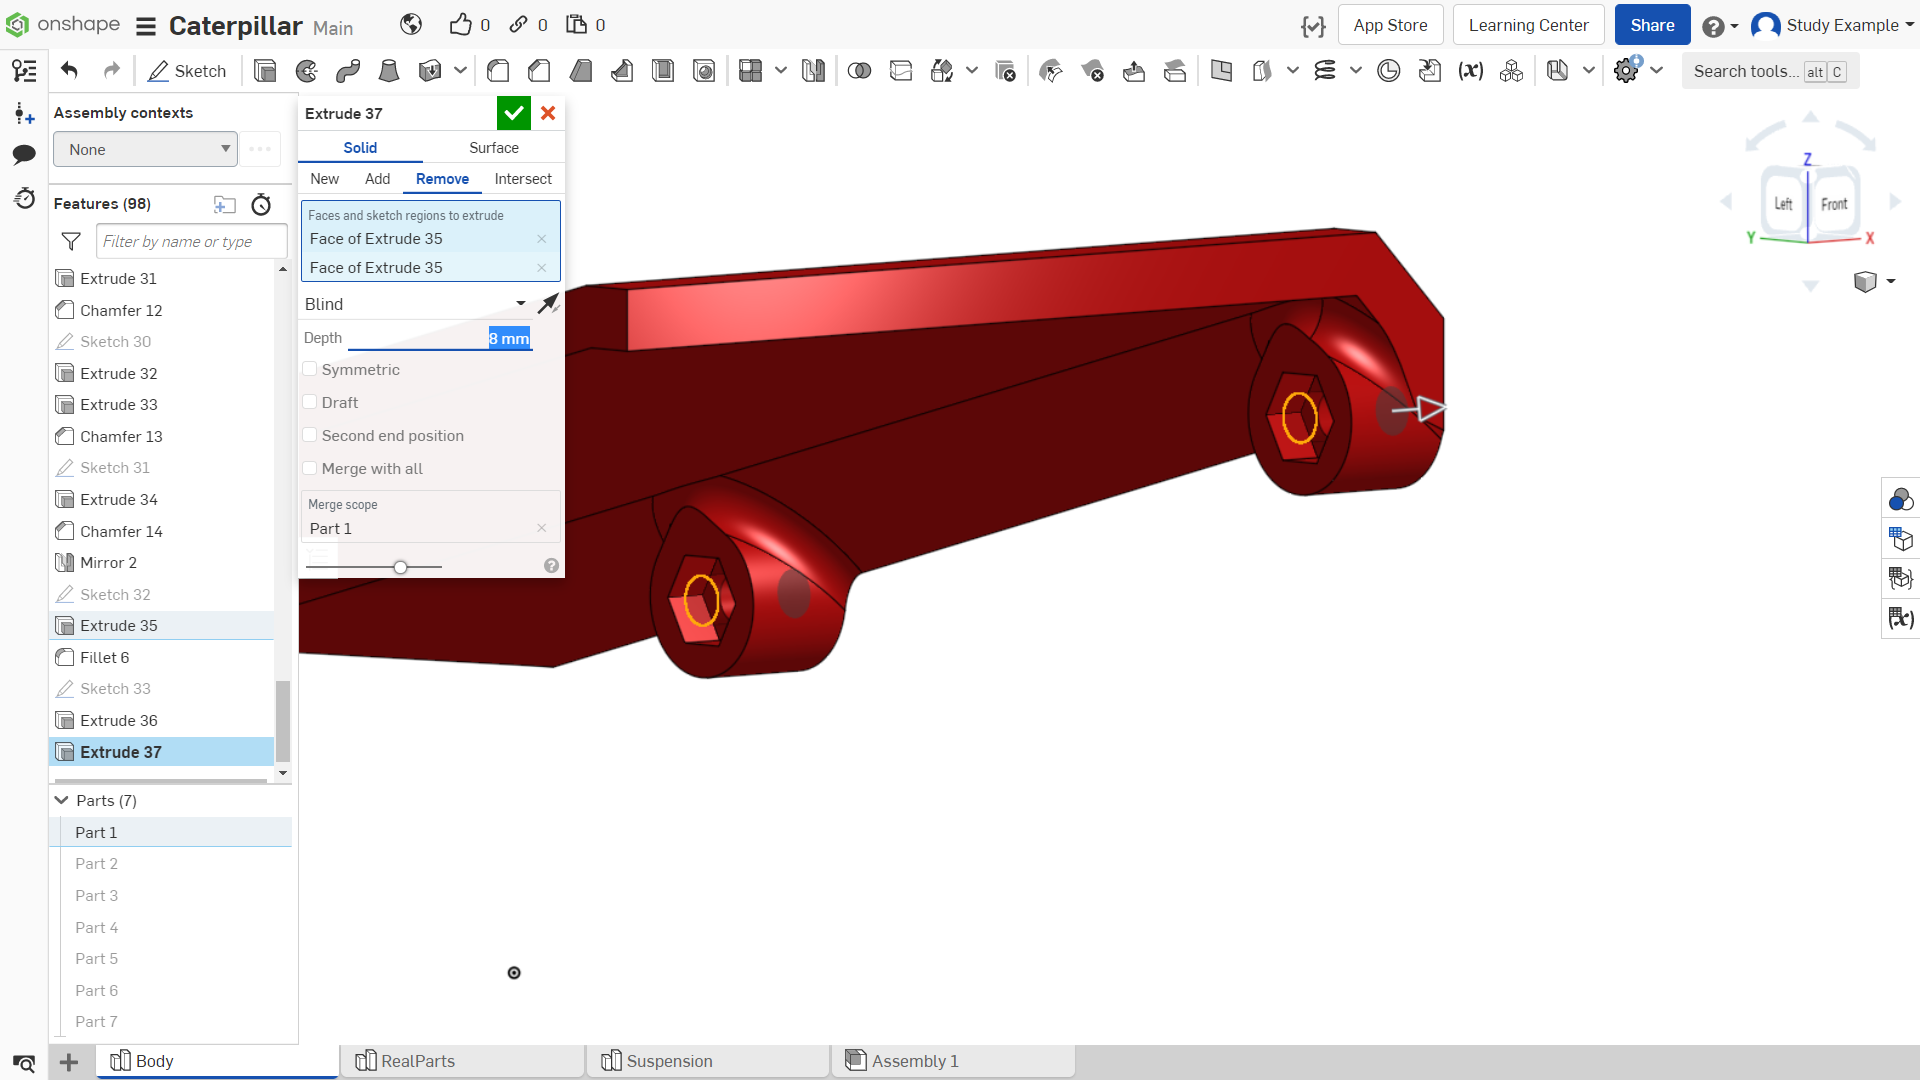 onshape
Caterpillar Main
0
0
0
App Store
Learning Center
Share
Study Example
Sketch
Search tools... alt C
Assembly contexts
None
Features (98)
Filter by name or type
Extrude 31
Chamfer 12
Sketch 30
Extrude 32
Extrude 33
Chamfer 13
Sketch 31
Extrude 34
Chamfer 14
Mirror 2
Sketch 32
Extrude 35
Fillet 6
Sketch 33
Extrude 36
Extrude 37
Parts (7)
Part 1
Part 2
Part 3
Part 4
Part 5
Part 6
Part 7
Extrude 37
Solid Surface
New Add Remove Intersect
Faces and sketch regions to extrude
Face of Extrude 35
Face of Extrude 35
Blind
Depth 8 mm
Symmetric
Draft
Second end position
Merge with all
Merge scope
Part 1
Z
Left Front
Y X
Body
RealParts
Suspension
Assembly 1